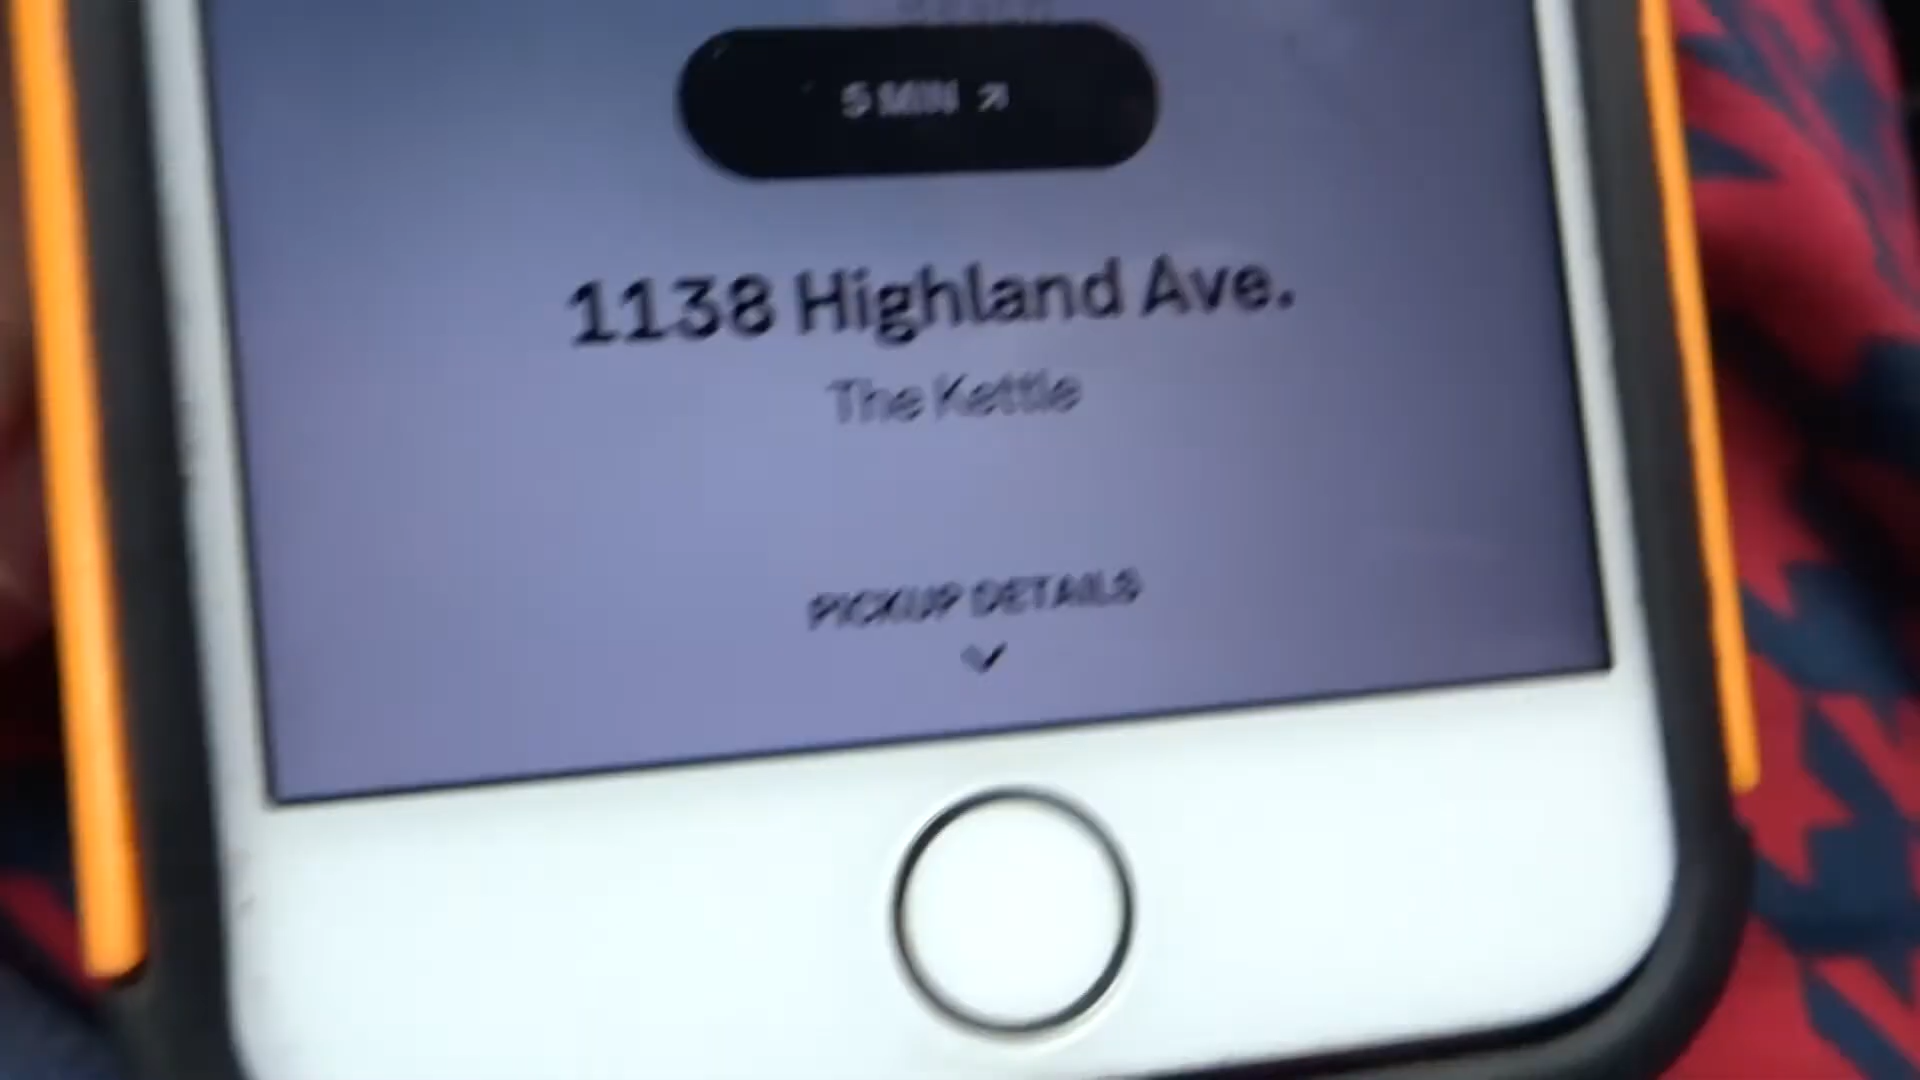 5 MIN ↗
1138 Highland Ave.
The Kettle
PICKUP DETAILS